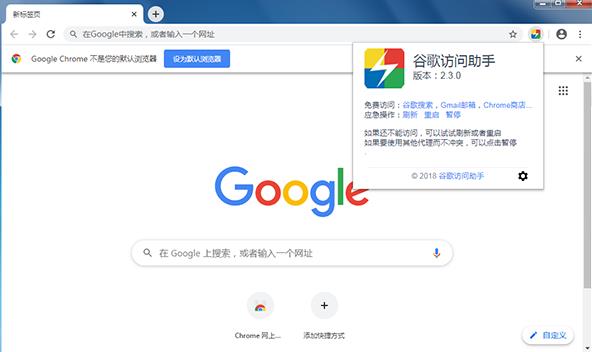 新标签页
在Google中搜索，或者输入一个网址
Google Chrome 不是您的默认浏览器
设为默认浏览器
谷歌访问助手
版本：2.3.0
免费访问：谷歌搜索，Gmail邮箱，Chrome商店...
应急操作：刷新 重启 暂停
如果还不能访问，可以试试刷新或者重启
如果要使用其他代理而不冲突，可以点击暂停
© 2018 谷歌访问助手
Google
在 Google 上搜索，或者输入一个网址
Chrome 网上...
添加快捷方式
自定义